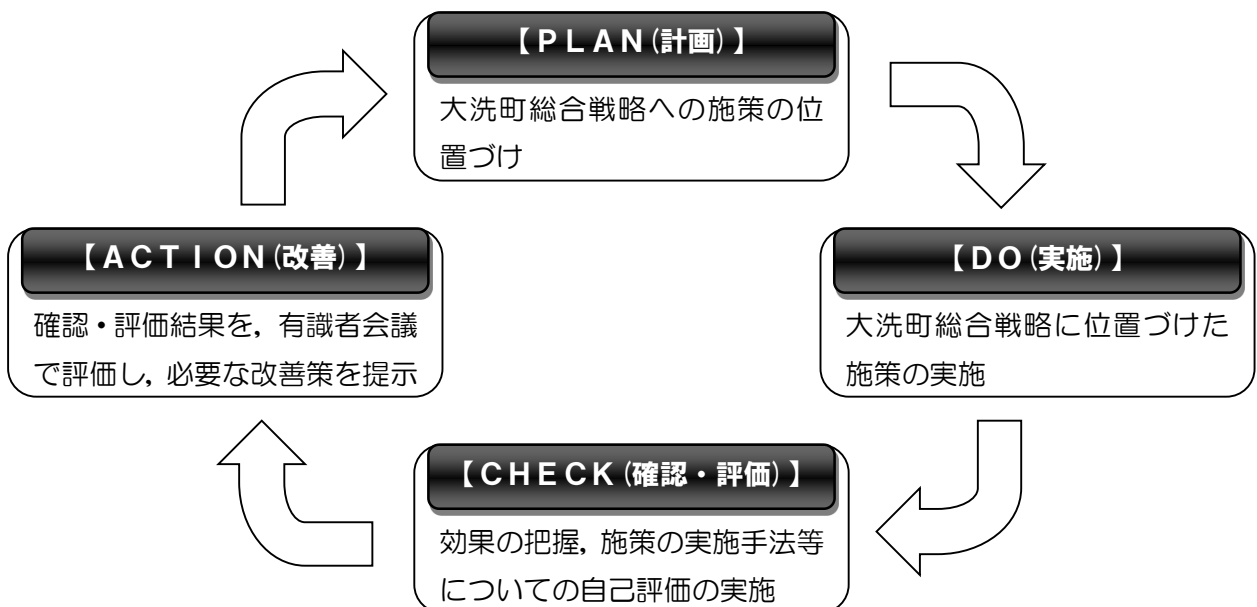 【ＰＬＡＮ(計画)】
大洗町総合戦略への施策の位
置づけ
【ＤＯ(実施)】
大洗町総合戦略に位置づけた
施策の実施
【ＣＨＥＣＫ(確認・評価)】
効果の把握，施策の実施手法等
についての自己評価の実施
【ＡＣＴＩＯＮ(改善)】
確認・評価結果を，有識者会議
で評価し，必要な改善策を提示